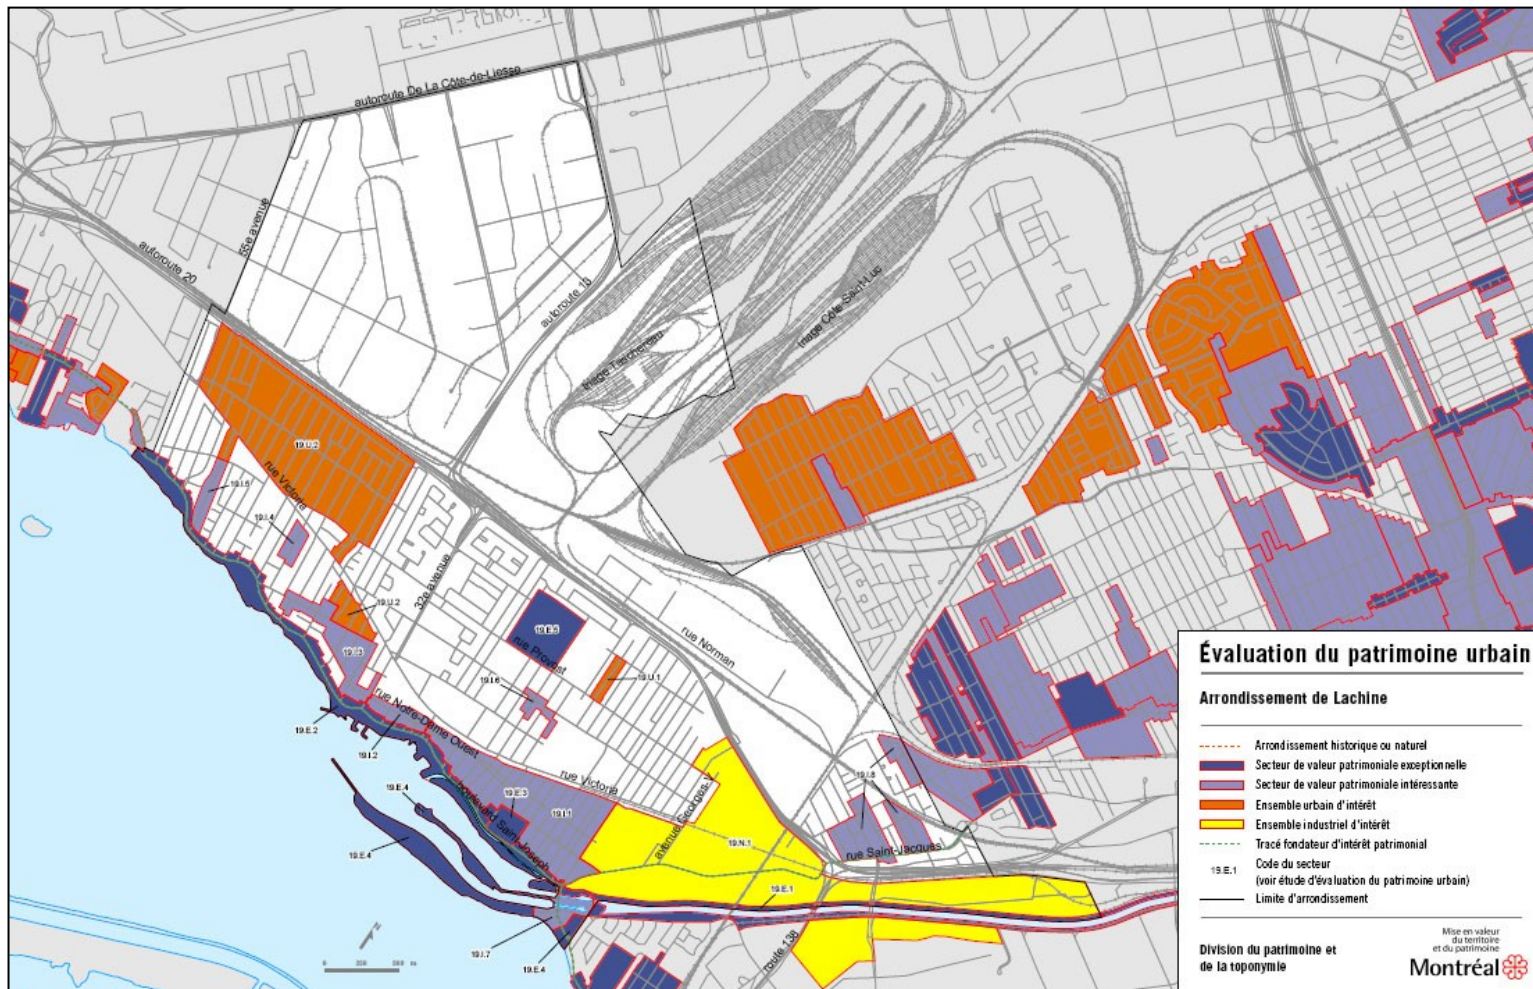 autoroute De La Côte-de-Liesse
55e avenue
autoroute 20
autoroute 13
triage Taschereau
triage Côte Saint-Luc
19.U.2
rue Victoria
19.I.5
19.I.4
32e avenue
19.U.2
19.E.5
rue Provost
rue Norman
19.I.3
19.I.6
19.U.1
rue Notre-Dame Ouest
19.E.2
19.I.2
rue Victoria
19.I.8
19.E.4
19.E.3
19.I.1
boulevard Saint-Joseph
avenue Georges-V
19.N.1
rue Saint-Jacques
19.E.4
19.E.1
route 138
19.I.7
19.E.4
0 250 500 m
Évaluation du patrimoine urbain
Arrondissement de Lachine
Arrondissement historique ou naturel
Secteur de valeur patrimoniale exceptionnelle
Secteur de valeur patrimoniale intéressante
Ensemble urbain d'intérêt
Ensemble industriel d'intérêt
Tracé fondateur d'intérêt patrimonial
19.E.1 Code du secteur
(voir étude d'évaluation du patrimoine urbain)
Limite d'arrondissement
Division du patrimoine et
de la toponymie
Mise en valeur
du territoire
et du patrimoine
Montréal